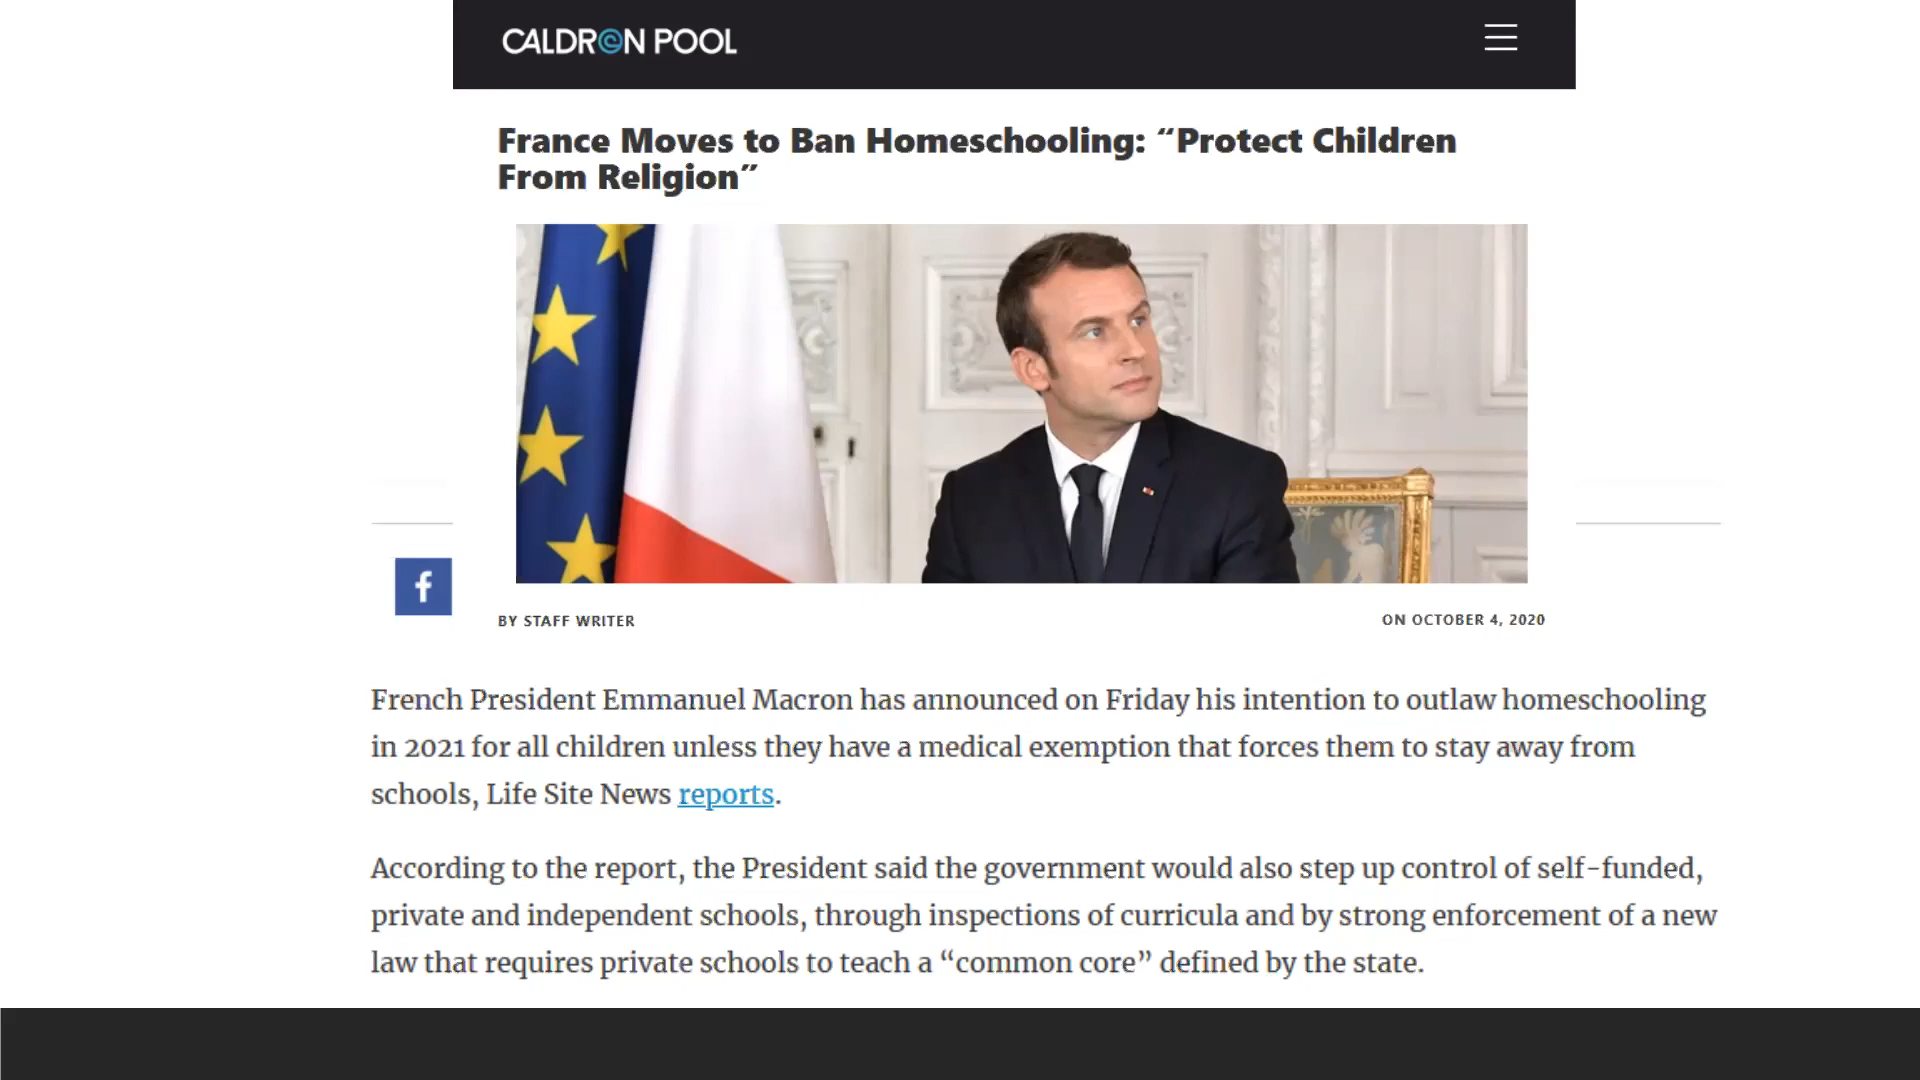 CALDRON POOL
France Moves to Ban Homeschooling: “Protect Children
From Religion”
f
BY STAFF WRITER
ON OCTOBER 4, 2020
French President Emmanuel Macron has announced on Friday his intention to outlaw homeschooling
in 2021 for all children unless they have a medical exemption that forces them to stay away from
schools, Life Site News reports.
According to the report, the President said the government would also step up control of self-funded,
private and independent schools, through inspections of curricula and by strong enforcement of a new
law that requires private schools to teach a “common core” defined by the state.